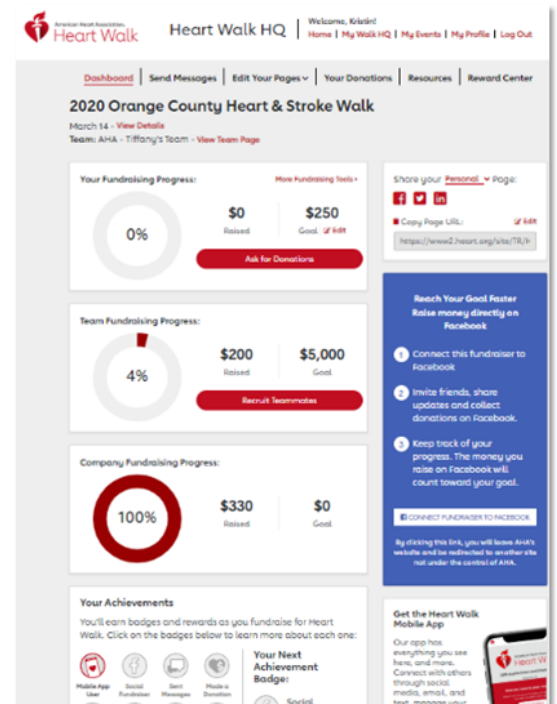 American Heart Association.
Heart Walk
Heart Walk HQ
Welcome, Kristin!
Home | My Walk HQ | My Events | My Profile | Log Out
Dashboard | Send Messages | Edit Your Pages | Your Donations | Resources | Reward Center
2020 Orange County Heart & Stroke Walk
March 14 - View Details
Team: AHA - Tiffany's Team - View Team Page
Your Fundraising Progress:
More Fundraising Tools ›
0%
$0
Raised
$250
Goal
Edit
Ask for Donations
Team Fundraising Progress:
4%
$200
Raised
$5,000
Goal
Recruit Teammates
Company Fundraising Progress:
100%
$330
Raised
$0
Goal
Your Achievements
You'll earn badges and rewards as you fundraise for Heart
Walk. Click on the badges below to learn more about each one:
Mobile App
User
Social
Fundraiser
Sent
Messages
Made a
Donation
Your Next
Achievement
Badge:
Social
Share your Personal Page:
Copy Page URL:
Edit
https://www2.heart.org/site/TR/H
Reach Your Goal Faster
Raise money directly on
Facebook
1 Connect this fundraiser to
Facebook
2 Invite friends, share
updates and collect
donations on Facebook.
3 Keep track of your
progress. The money you
raise on Facebook will
count toward your goal.
CONNECT FUNDRAISER TO FACEBOOK
By clicking this link, you will leave AHA's
website and be redirected to another site
not under the control of AHA.
Get the Heart Walk
Mobile App
Our app has
everything you see
here, and more.
Connect with others
through social
media, email, and
text, manage your
Heart W